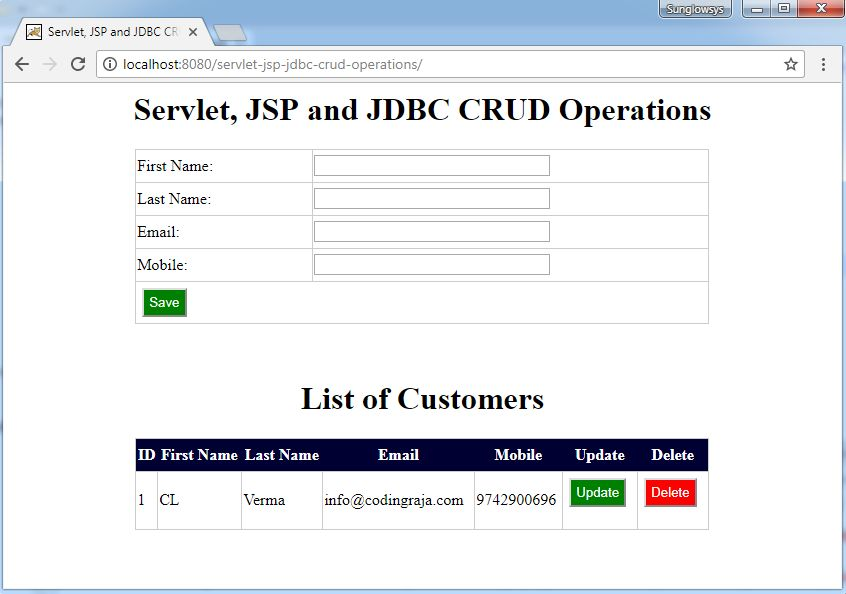 Sunglowsys
Servlet, JSP and JDBC CR
localhost:8080/servlet-jsp-jdbc-crud-operations/
Servlet, JSP and JDBC CRUD Operations
First Name:
Last Name:
Email:
Mobile:
Save
List of Customers
ID First Name Last Name Email Mobile Update Delete
1 CL Verma info@codingraja.com 9742900696 Update Delete